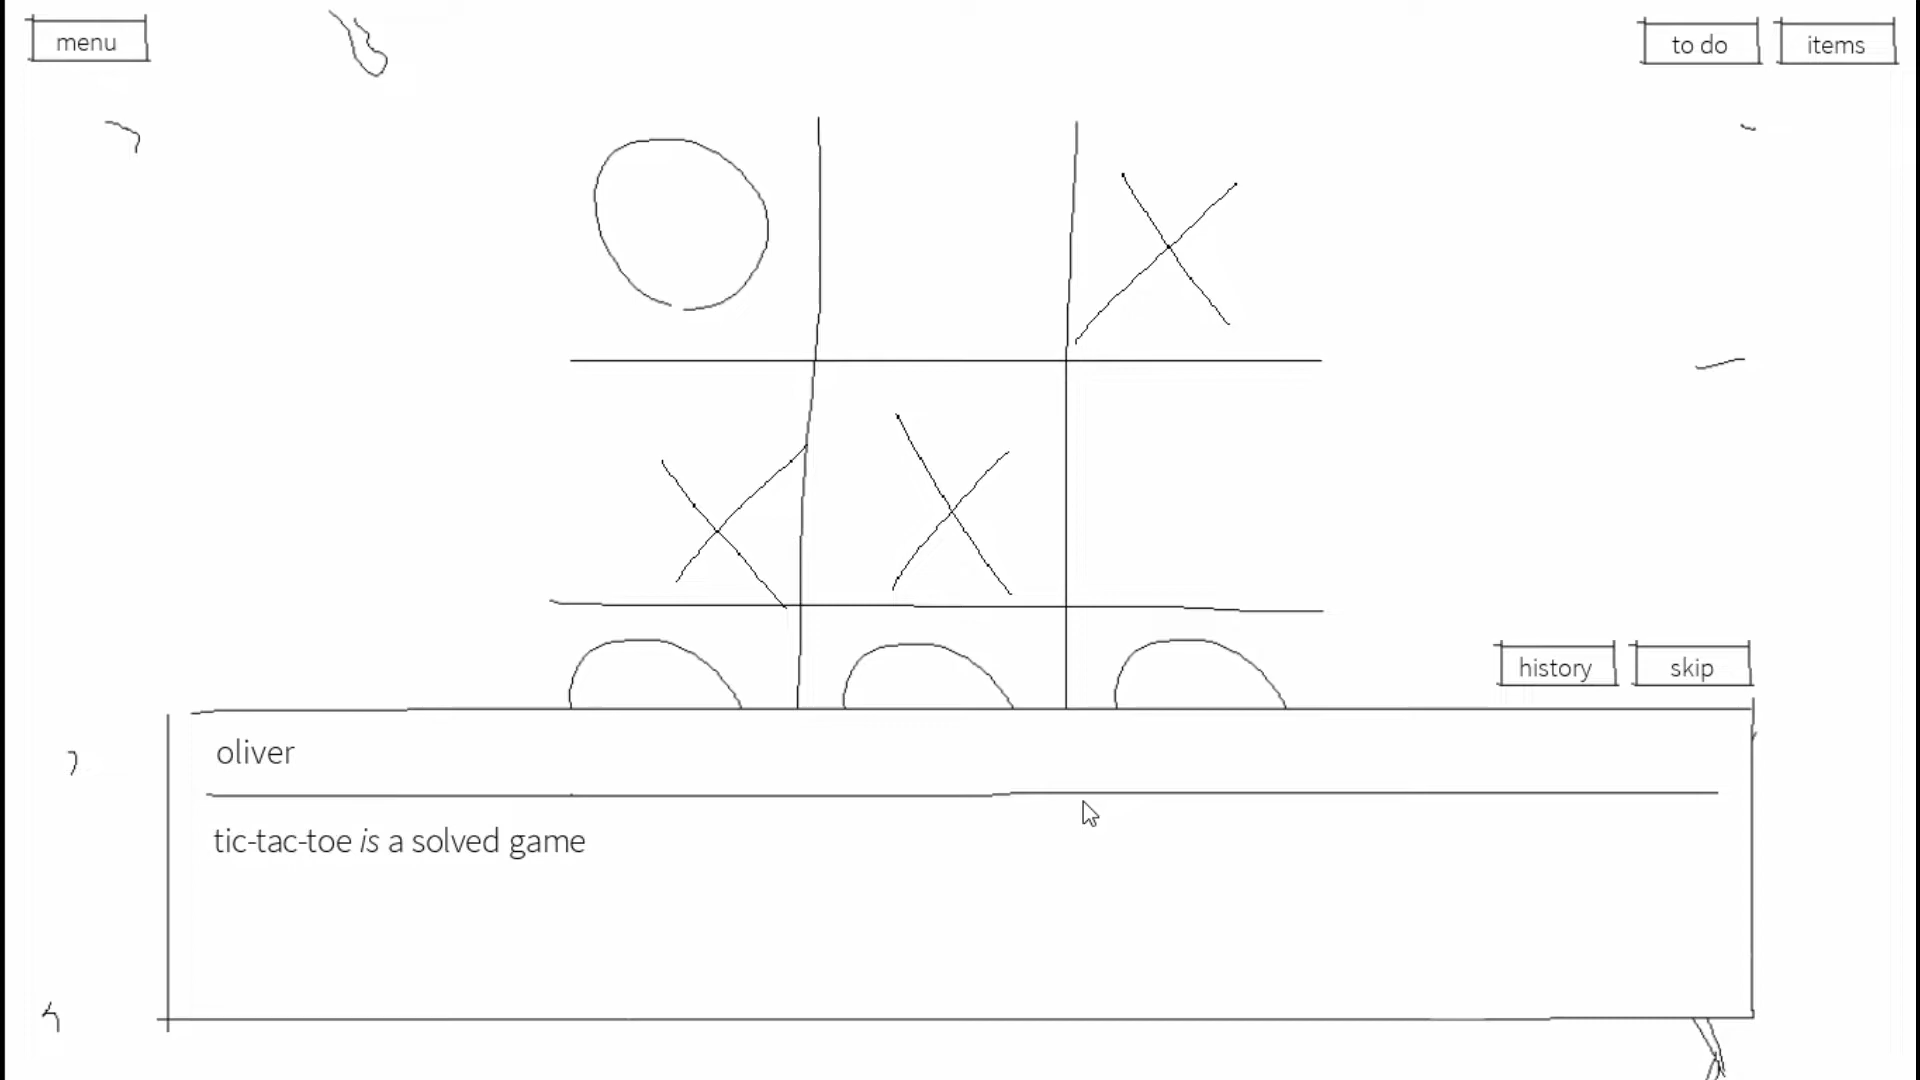 menu
to do
items
history
skip
oliver
tic-tac-toe is a solved game